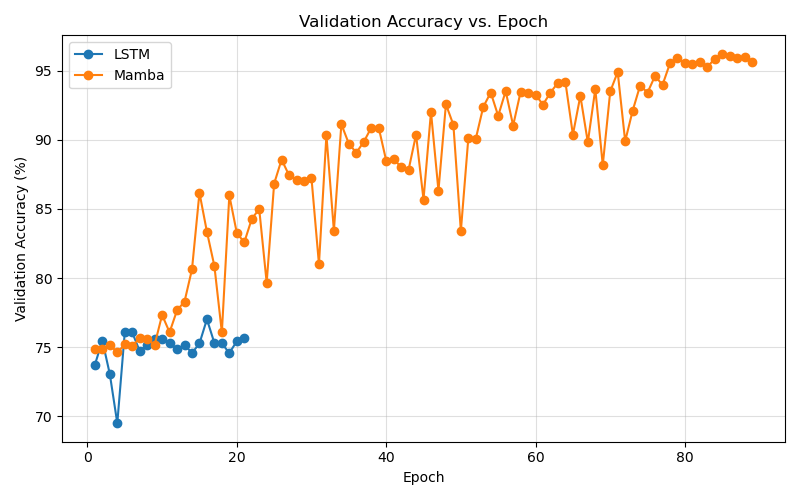 Validation Accuracy vs. Epoch
LSTM
Mamba
Validation Accuracy (%)
95
90
85
80
75
70
0 20 40 60 80
Epoch